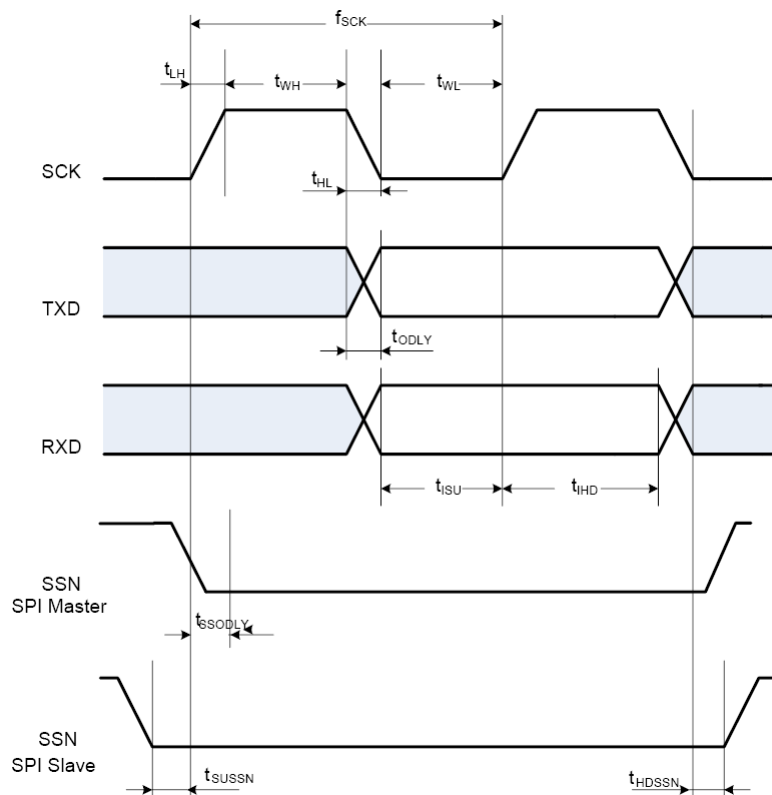 fSCK
tLH
tWH
tWL
SCK
tHL
TXD
tODLY
RXD
tISU
tIHD
SSN
SPI Master
tSSODLY
SSN
SPI Slave
tSUSSN
tHDSSN